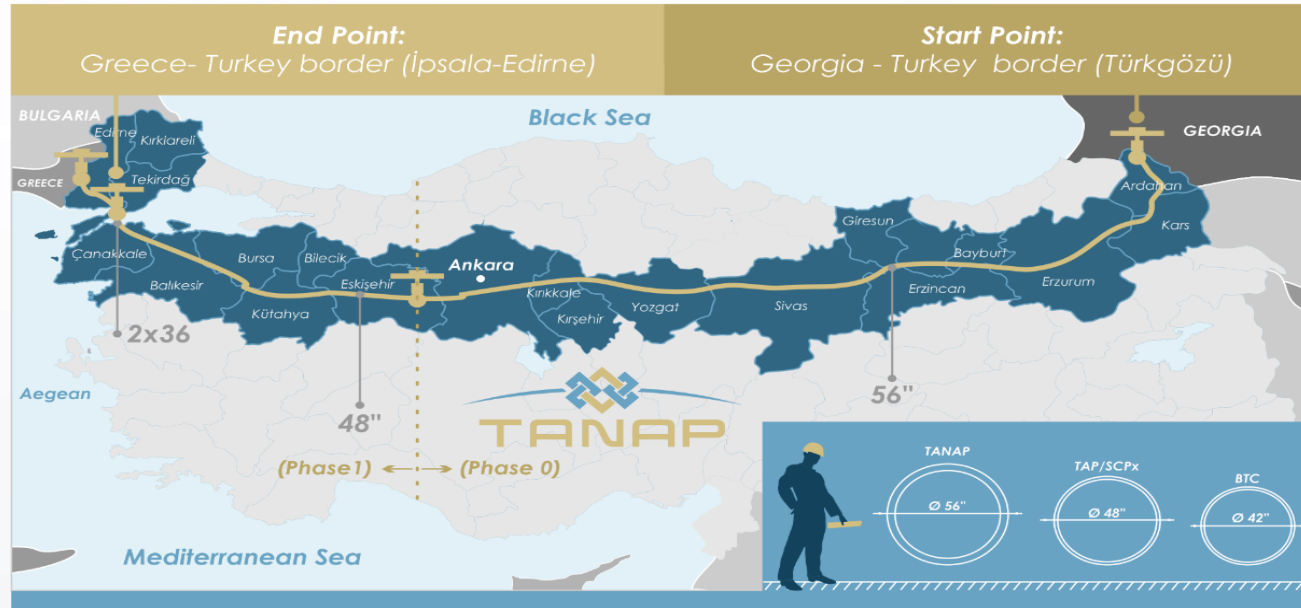 End Point:
Greece- Turkey border (İpsala-Edirne)
Start Point:
Georgia - Turkey border (Türkgözü)
BULGARIA
Edirne
Kırklareli
GREECE
Tekirdağ
Black Sea
GEORGIA
Ardahan
Kars
Giresun
Bayburt
Erzurum
Erzincan
Sivas
Yozgat
Kırıkkale
Kırşehir
Ankara
Eskişehir
Bilecik
Bursa
Kütahya
Balıkesir
Çanakkale
2x36
Aegean
48"
56"
TANAP
(Phase1)
(Phase 0)
Mediterranean Sea
TANAP
Ø 56"
TAP/SCPx
Ø 48"
BTC
Ø 42"